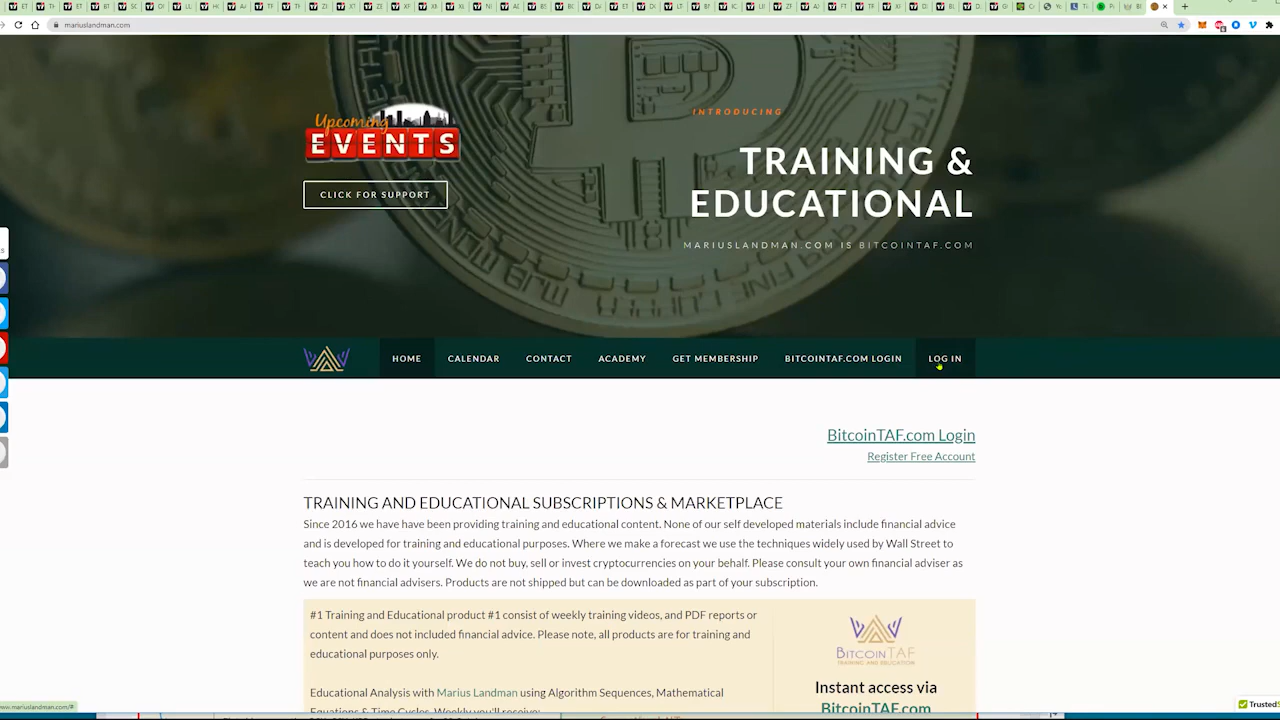 mariuslandman.com
Upcoming
EVENTS
CLICK FOR SUPPORT
INTRODUCING
TRAINING &
EDUCATIONAL
MARIUSLANDMAN.COM IS BITCOINTAF.COM
HOME CALENDAR CONTACT ACADEMY GET MEMBERSHIP BITCOINTAF.COM LOGIN LOG IN
BitcoinTAF.com Login
Register Free Account
TRAINING AND EDUCATIONAL SUBSCRIPTIONS & MARKETPLACE
Since 2016 we have have been providing training and educational content. None of our self developed materials include financial advice
and is developed for training and educational purposes. Where we make a forecast we use the techniques widely used by Wall Street to
teach you how to do it yourself. We do not buy, sell or invest cryptocurrencies on your behalf. Please consult your own financial adviser as
we are not financial advisers. Products are not shipped but can be downloaded as part of your subscription.
#1 Training and Educational product #1 consist of weekly training videos, and PDF reports or
content and does not included financial advice. Please note, all products are for training and
educational purposes only.
Educational Analysis with Marius Landman using Algorithm Sequences, Mathematical
Equations & Time Cycles. Weekly you'll receive:
BITCOINTAF
TRAINING AND EDUCATION
Instant access via
BitcoinTAF.com
www.mariuslandman.com/#
TrustedS